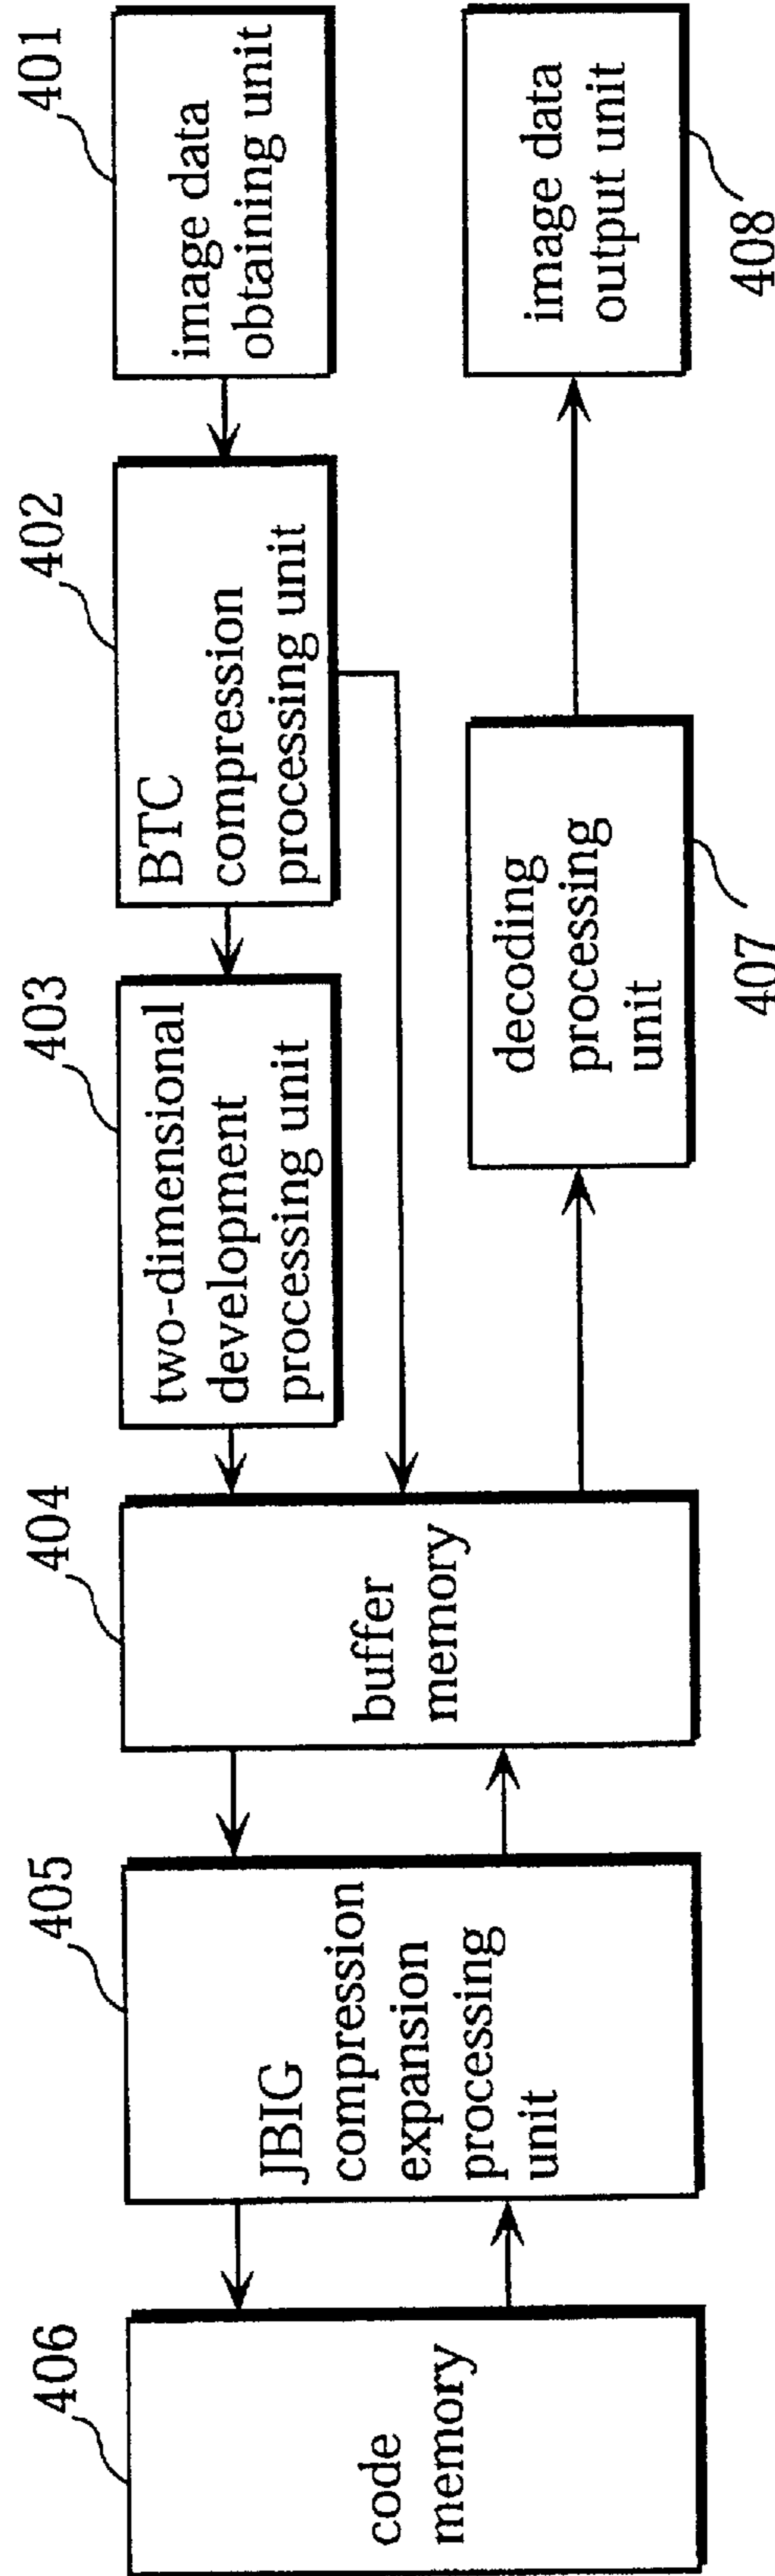 406
code
memory
405
JBIG
compression
expansion
processing
unit
404
buffer
memory
403
two-dimensional
development
processing unit
402
BTC
compression
processing unit
401
image data
obtaining unit
decoding
processing
unit
407
image data
output unit
408